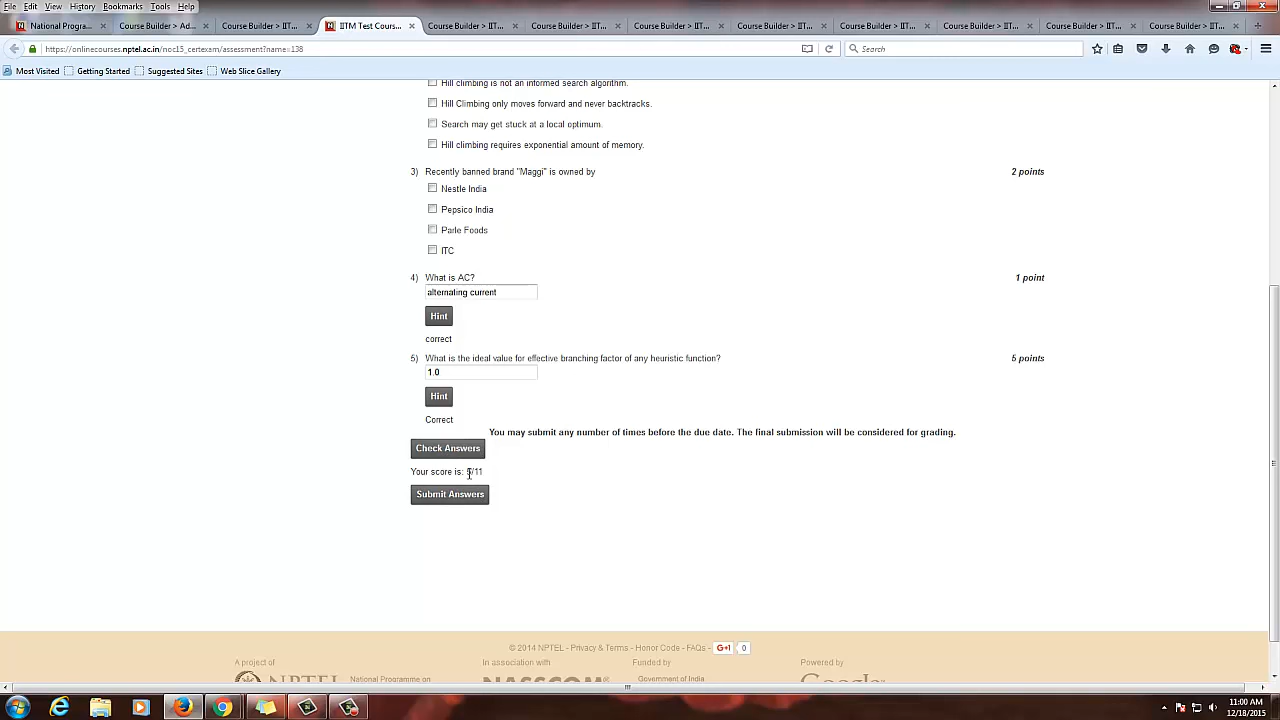 File Edit View History Bookmarks Tools Help
National Progra... Course Builder > Ad... Course Builder > IIT... IITM Test Cours... Course Builder > IIT... Course Builder > IIT... Course Builder > IIT... Course Builder > IIT... Course Builder > IIT... Course Builder > IIT... Course Builder > IIT... Course Builder > IIT...
https://onlinecourses.nptel.ac.in/noc15_certexam/assessment?name=138 Search
Most Visited Getting Started Suggested Sites Web Slice Gallery
Hill climbing is not an informed search algorithm.
Hill Climbing only moves forward and never backtracks.
Search may get stuck at a local optimum.
Hill climbing requires exponential amount of memory.
3) Recently banned brand "Maggi" is owned by 2 points
Nestle India
Pepsico India
Parle Foods
ITC
4) What is AC? 1 point
alternating current
Hint
correct
5) What is the ideal value for effective branching factor of any heuristic function? 5 points
1.0
Hint
Correct
You may submit any number of times before the due date. The final submission will be considered for grading.
Check Answers
Your score is: /11
Submit Answers
© 2014 NPTEL - Privacy & Terms - Honor Code - FAQs - G+1 0
A project of In association with Funded by Powered by
NPTEL National Programme on NASSCOM® Government of India Google
11:00 AM
12/18/2015